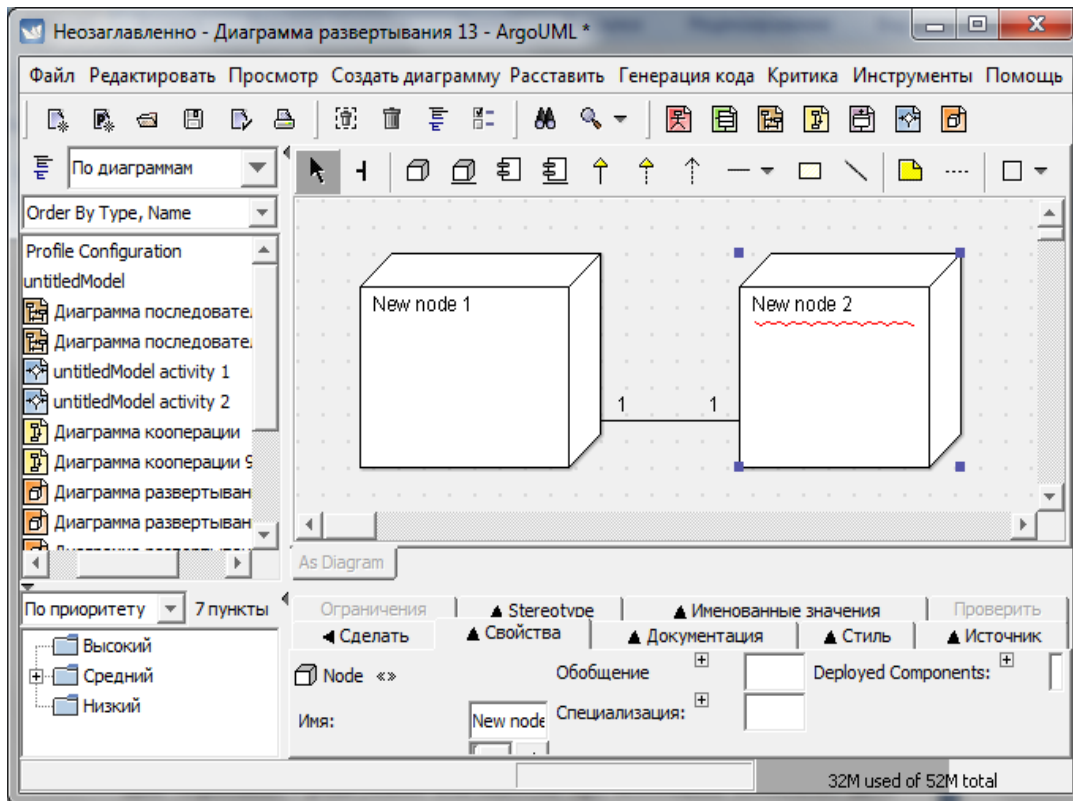 Неозаглавленно - Диаграмма развертывания 13 - ArgoUML *
Файл Редактировать Просмотр Создать диаграмму Расставить Генерация кода Критика Инструменты Помощь
По диаграммам
Order By Type, Name
Profile Configuration
untitledModel
Диаграмма последовате
Диаграмма последовате
untitledModel activity 1
untitledModel activity 2
Диаграмма кооперации
Диаграмма кооперации 9
Диаграмма развертыван
Диаграмма развертыван
New node 1
New node 2
1 1
As Diagram
По приоритету 7 пункты
Высокий
Средний
Низкий
Ограничения Stereotype Именованные значения Проверить
Сделать Свойства Документация Стиль Источник
Node «» Обобщение Deployed Components:
Имя: New node Специализация:
32M used of 52M total